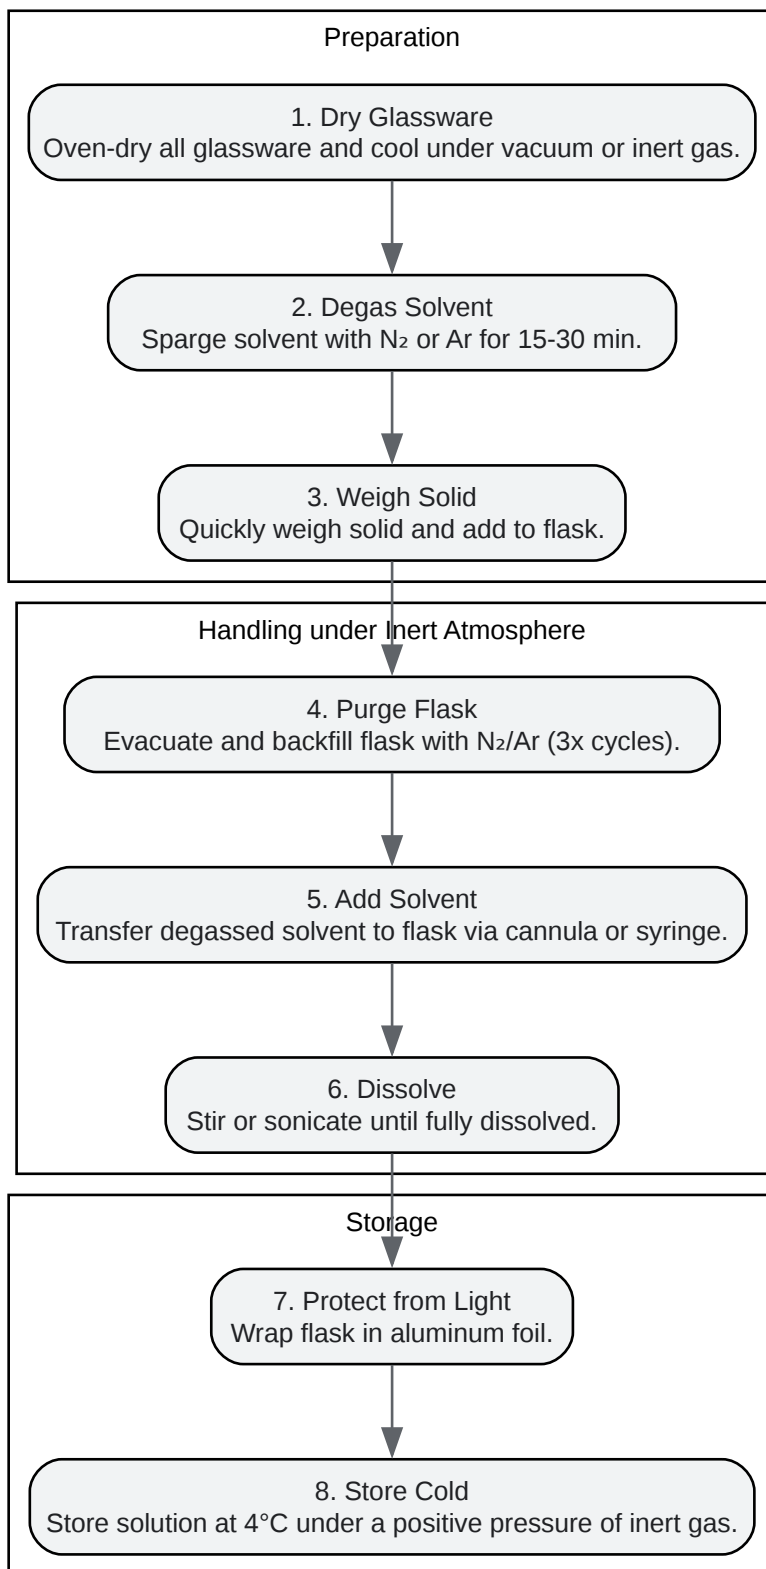 Preparation
1. Dry Glassware
Oven-dry all glassware and cool under vacuum or inert gas.
2. Degas Solvent
Sparge solvent with N₂ or Ar for 15-30 min.
3. Weigh Solid
Quickly weigh solid and add to flask.
Handling under Inert Atmosphere
4. Purge Flask
Evacuate and backfill flask with N₂/Ar (3x cycles).
5. Add Solvent
Transfer degassed solvent to flask via cannula or syringe.
6. Dissolve
Stir or sonicate until fully dissolved.
Storage
7. Protect from Light
Wrap flask in aluminum foil.
8. Store Cold
Store solution at 4°C under a positive pressure of inert gas.